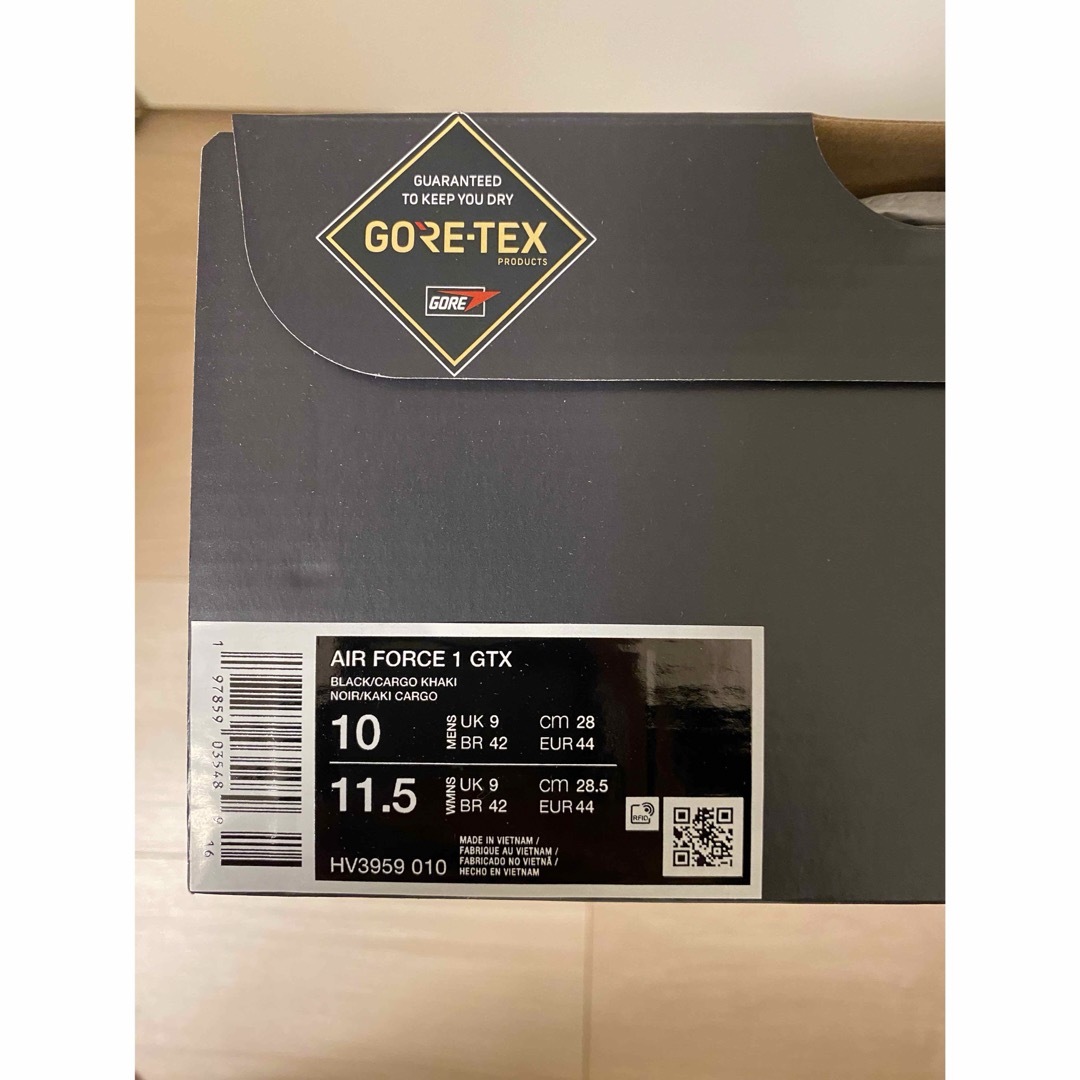 GUARANTEED
TO KEEP YOU DRY
GORE-TEX
PRODUCTS
GORE
AIR FORCE 1 GTX
BLACK/CARGO KHAKI
NOIR/KAKI CARGO
10 MENS UK 9 cm 28
BR 42 EUR 44
11.5 WMNS UK 9 cm 28.5
BR 42 EUR 44
RFID
HV3959 010
MADE IN VIETNAM /
FABRIQUE AU VIETNAM /
FABRICADO NO VIETNÃ /
HECHO EN VIETNAM
1 97859 03548 9 16